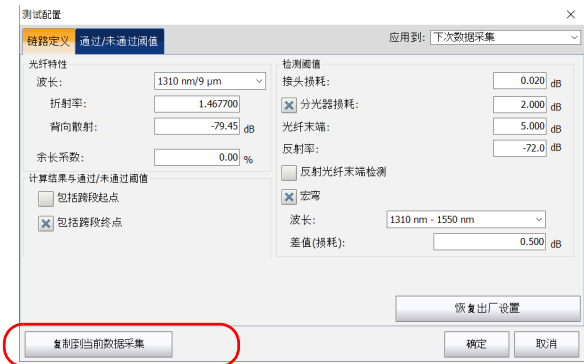 测试配置
链路定义 通过/未通过阈值
应用到: 下次数据采集
光纤特性
波长: 1310 nm/9 µm
折射率: 1.467700
背向散射: -79.45 dB
余长系数: 0.00 %
计算结果与通过/未通过阈值
包括跨段起点
包括跨段终点
检测阈值
接头损耗: 0.020 dB
分光器损耗: 2.000 dB
光纤末端: 5.000 dB
反射率: -72.0 dB
反射光纤末端检测
宏弯
波长: 1310 nm - 1550 nm
差值(损耗): 0.500 dB
恢复出厂设置
复制到当前数据采集
确定 取消